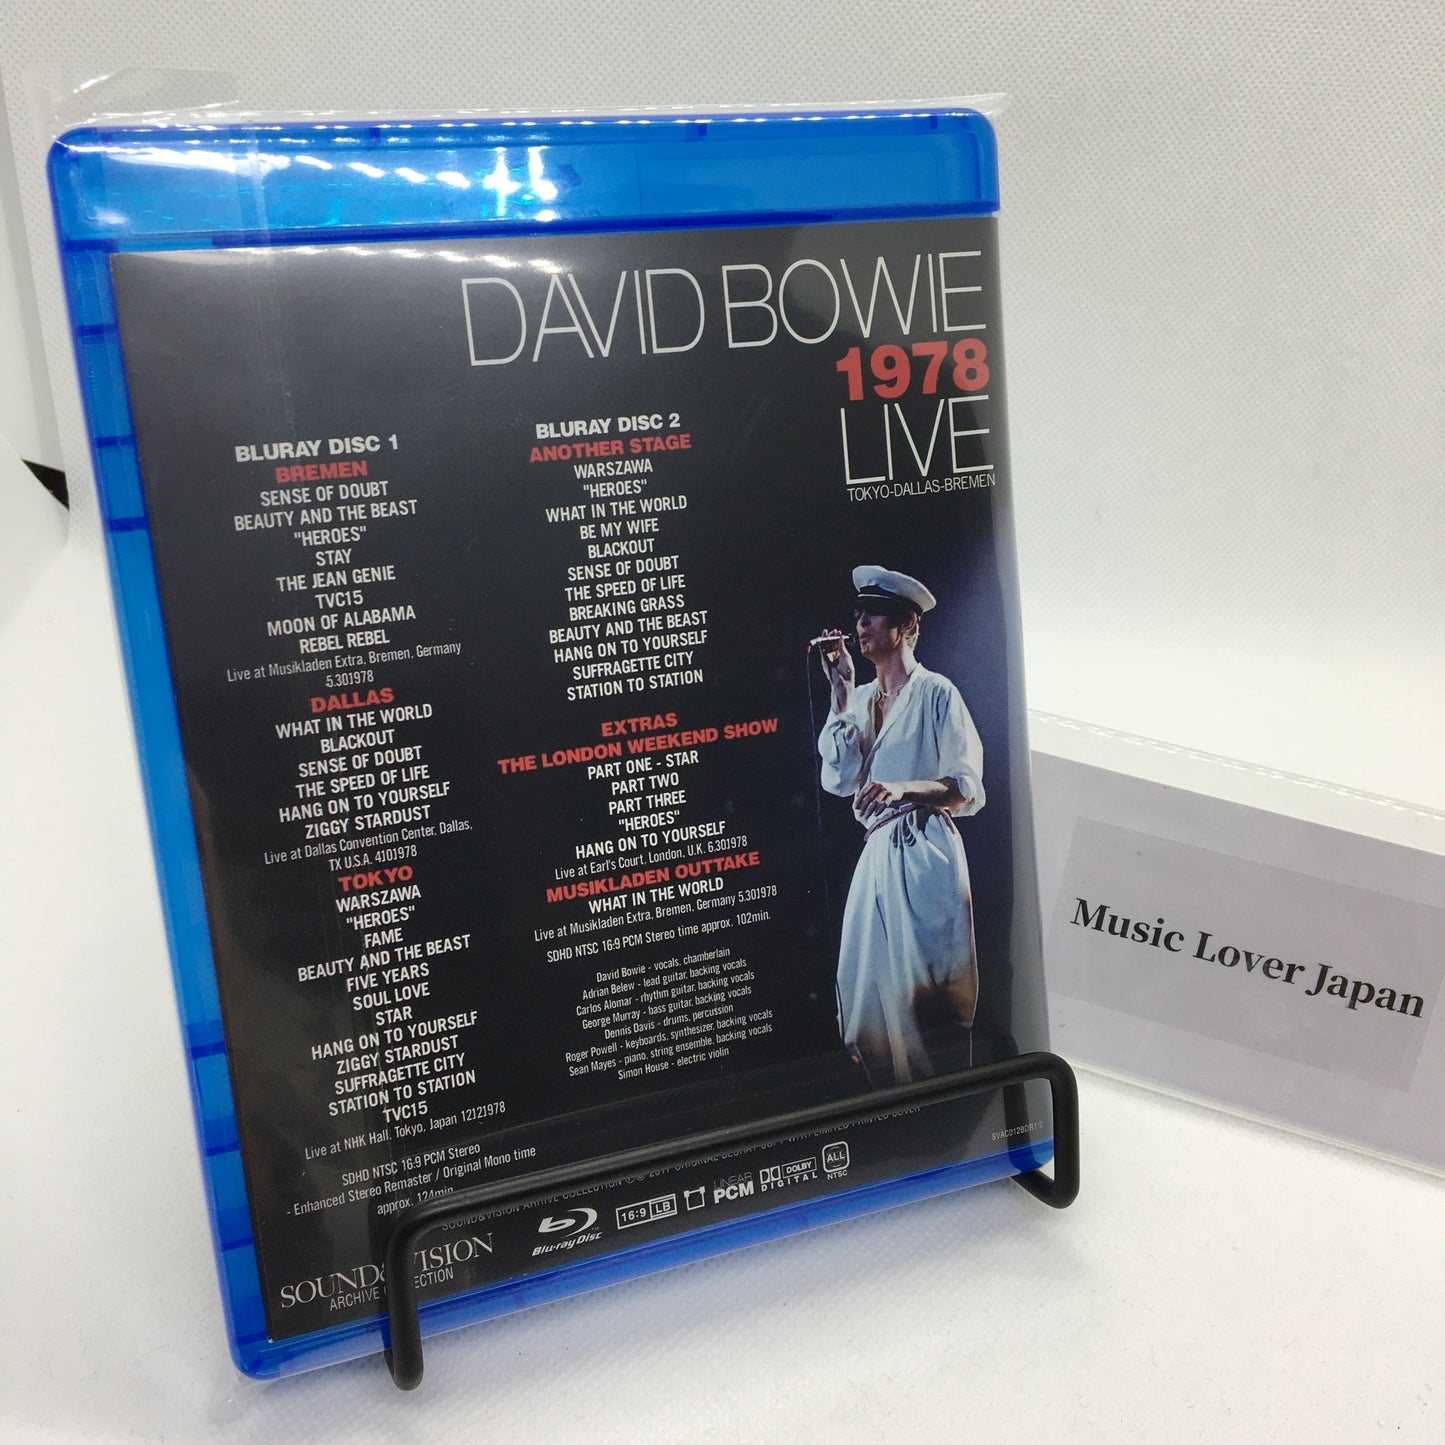 DAVID BOWIE
1978
LIVE
TOKYO-DALLAS-BREMEN
BLURAY DISC 1
BREMEN
SENSE OF DOUBT
BEAUTY AND THE BEAST
"HEROES"
STAY
THE JEAN GENIE
TVC15
MOON OF ALABAMA
REBEL REBEL
Live at Musikladen Extra, Bremen, Germany
5.301978
DALLAS
WHAT IN THE WORLD
BLACKOUT
SENSE OF DOUBT
THE SPEED OF LIFE
HANG ON TO YOURSELF
ZIGGY STARDUST
Live at Dallas Convention Center, Dallas,
TX U.S.A. 4101978
TOKYO
WARSZAWA
"HEROES"
FAME
BEAUTY AND THE BEAST
FIVE YEARS
SOUL LOVE
STAR
HANG ON TO YOURSELF
ZIGGY STARDUST
SUFFRAGETTE CITY
STATION TO STATION
TVC15
Live at NHK Hall, Tokyo, Japan 12121978
SDHD NTSC 16:9 PCM Stereo
- Enhanced Stereo Remaster / Original Mono time
approx. 124min.
BLURAY DISC 2
ANOTHER STAGE
WARSZAWA
"HEROES"
WHAT IN THE WORLD
BE MY WIFE
BLACKOUT
SENSE OF DOUBT
THE SPEED OF LIFE
BREAKING GRASS
BEAUTY AND THE BEAST
HANG ON TO YOURSELF
SUFFRAGETTE CITY
STATION TO STATION
EXTRAS
THE LONDON WEEKEND SHOW
PART ONE - STAR
PART TWO
PART THREE
"HEROES"
HANG ON TO YOURSELF
Live at Earl's Court, London, U.K. 6.301978
MUSIKLADEN OUTTAKE
WHAT IN THE WORLD
Live at Musikladen Extra, Bremen, Germany 5.301978
SDHD NTSC 16:9 PCM Stereo time approx. 102min.
David Bowie - vocals, chamberlain
Adrian Belew - lead guitar, backing vocals
Carlos Alomar - rhythm guitar, backing vocals
George Murray - bass guitar, backing vocals
Dennis Davis - drums, percussion
Roger Powell - keyboards, synthesizer, backing vocals
Sean Mayes - piano, string ensemble, backing vocals
Simon House - electric violin
SVAC012BDR1/2
SOUND&VISION ARHIVE COLLECTION ℗© 2017 ORIGINAL BLURAY COPY WITH LIMITED PRINTED COVER
SOUND& VISION
ARCHIVE
Blu-ray Disc
16:9 LB
LINEAR
PCM
DOLBY
DIGITAL
ALL
NTSC
Music Lover Japan